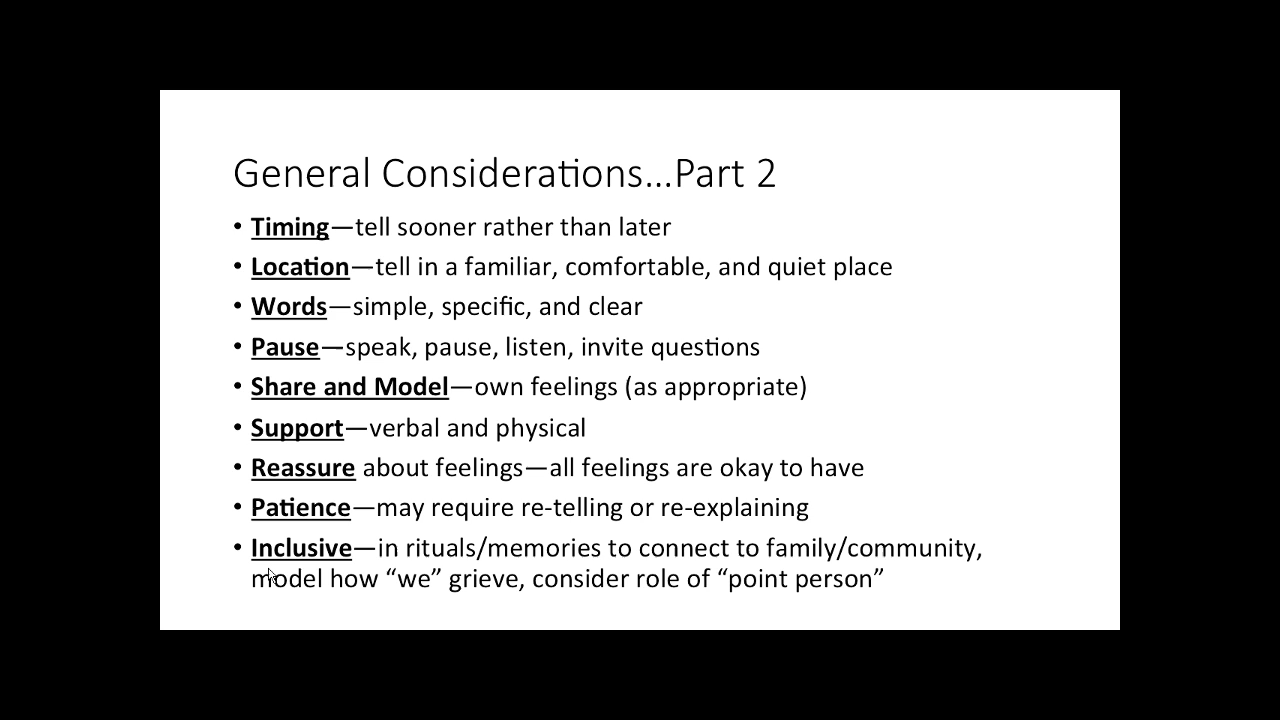 General Considerations...Part 2
• Timing—tell sooner rather than later
• Location—tell in a familiar, comfortable, and quiet place
• Words—simple, specific, and clear
• Pause—speak, pause, listen, invite questions
• Share and Model—own feelings (as appropriate)
• Support—verbal and physical
• Reassure about feelings—all feelings are okay to have
• Patience—may require re-telling or re-explaining
• Inclusive—in rituals/memories to connect to family/community,
model how “we” grieve, consider role of “point person”